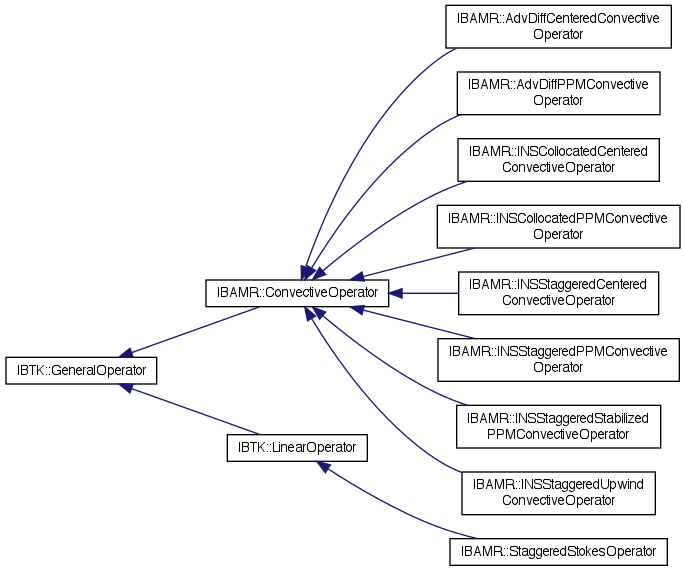 IBAMR::AdvDiffCenteredConvective
Operator
IBAMR::AdvDiffPPMConvective
Operator
IBAMR::INSCollocatedCentered
ConvectiveOperator
IBAMR::INSCollocatedPPMConvective
Operator
IBAMR::ConvectiveOperator
IBAMR::INSStaggeredCentered
ConvectiveOperator
IBAMR::INSStaggeredPPMConvective
Operator
IBTK::GeneralOperator
IBAMR::INSStaggeredStabilized
PPMConvectiveOperator
IBTK::LinearOperator
IBAMR::INSStaggeredUpwind
ConvectiveOperator
IBAMR::StaggeredStokesOperator